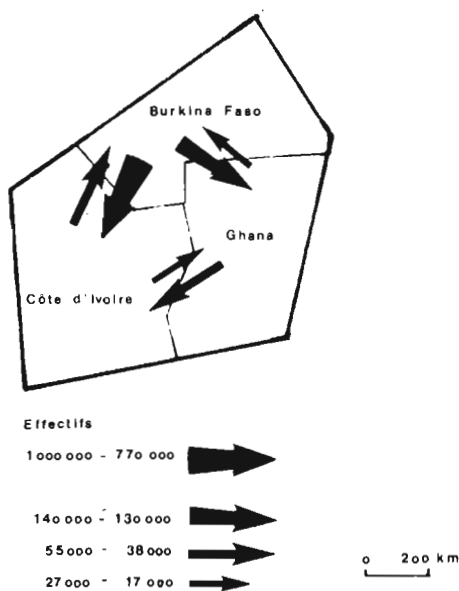 Burkina Faso
Ghana
Côte d'Ivoire
Effectifs
1 000 000 - 770 000
140 000 - 130 000
55 000 - 38 000
27 000 - 17 000
0 200 km